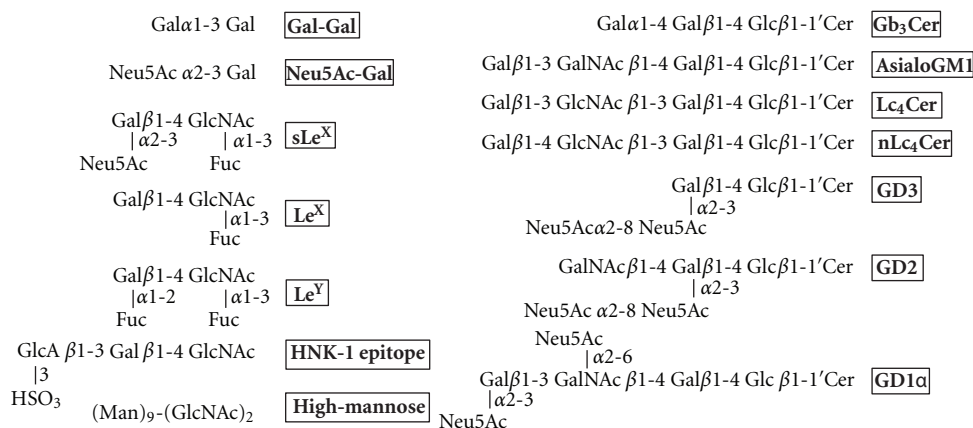 Galα1-3 Gal Gal-Gal
Neu5Ac α2-3 Gal Neu5Ac-Gal
Galβ1-4 GlcNAc
|α2-3 |α1-3 sLeˣ
Neu5Ac Fuc
Galβ1-4 GlcNAc
|α1-3 Leˣ
Fuc
Galβ1-4 GlcNAc
|α1-2 |α1-3 Leʸ
Fuc Fuc
GlcA β1-3 Gal β1-4 GlcNAc HNK-1 epitope
|3
HSO₃
(Man)₉-(GlcNAc)₂ High-mannose
Galα1-4 Galβ1-4 Glcβ1-1′Cer Gb₃Cer
Galβ1-3 GalNAc β1-4 Galβ1-4 Glcβ1-1′Cer AsialoGM1
Galβ1-3 GlcNAc β1-3 Galβ1-4 Glcβ1-1′Cer Lc₄Cer
Galβ1-4 GlcNAc β1-3 Galβ1-4 Glcβ1-1′Cer nLc₄Cer
Galβ1-4 Glcβ1-1′Cer GD3
|α2-3
Neu5Acα2-8 Neu5Ac
GalNAcβ1-4 Galβ1-4 Glcβ1-1′Cer GD2
|α2-3
Neu5Ac α2-8 Neu5Ac
Neu5Ac
|α2-6
Galβ1-3 GalNAc β1-4 Galβ1-4 Glc β1-1′Cer GD1α
|α2-3
Neu5Ac